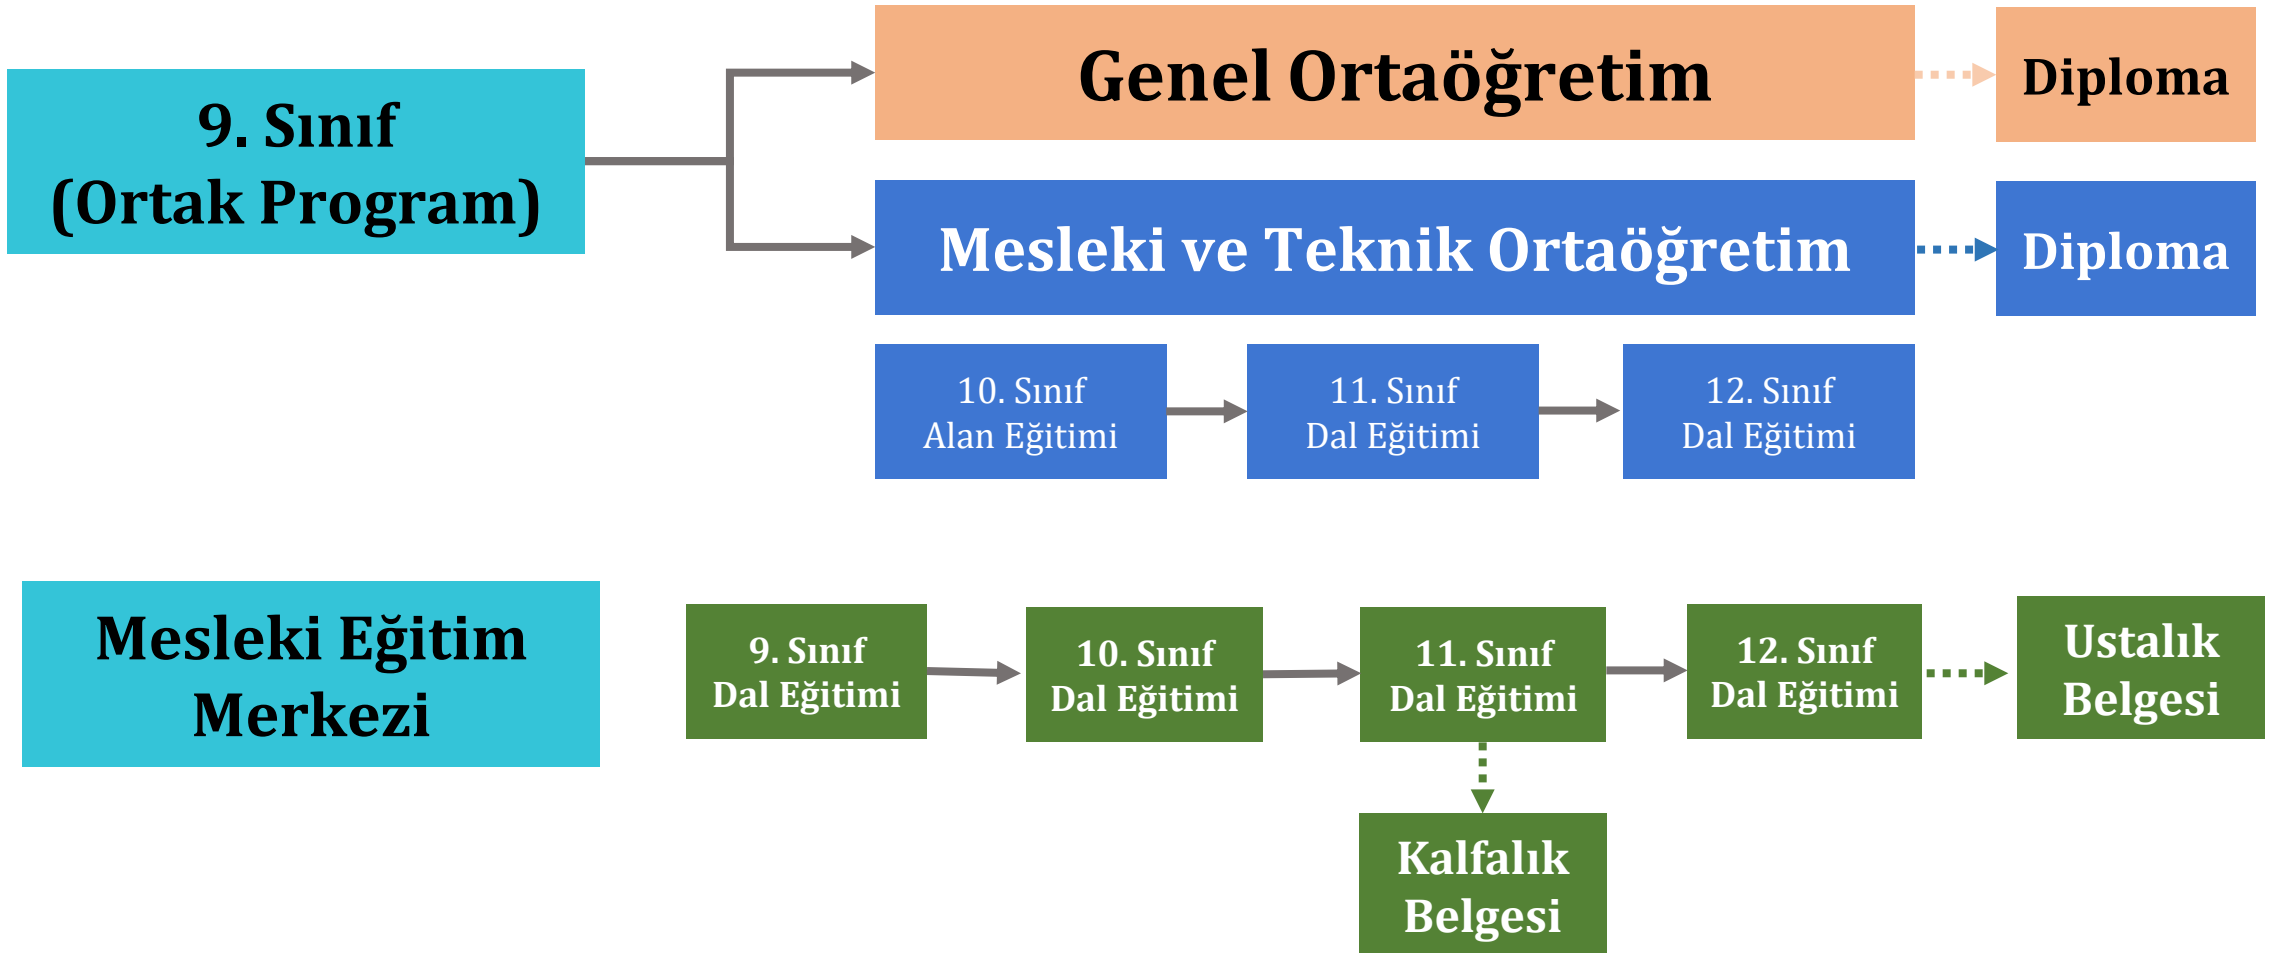 9. Sınıf
(Ortak Program)
Genel Ortaöğretim
Diploma
Mesleki ve Teknik Ortaöğretim
Diploma
10. Sınıf
Alan Eğitimi
11. Sınıf
Dal Eğitimi
12. Sınıf
Dal Eğitimi
Mesleki Eğitim
Merkezi
9. Sınıf
Dal Eğitimi
10. Sınıf
Dal Eğitimi
11. Sınıf
Dal Eğitimi
12. Sınıf
Dal Eğitimi
Ustalık
Belgesi
Kalfalık
Belgesi